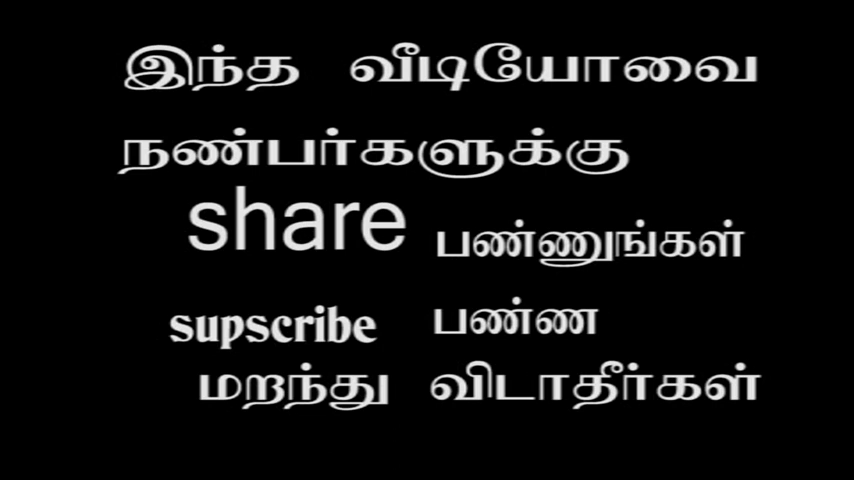 இந்த வீடியோவை
நண்பர்களுக்கு
share பண்ணுங்கள்
supscribe பண்ண
மறந்து விடாதீர்கள்